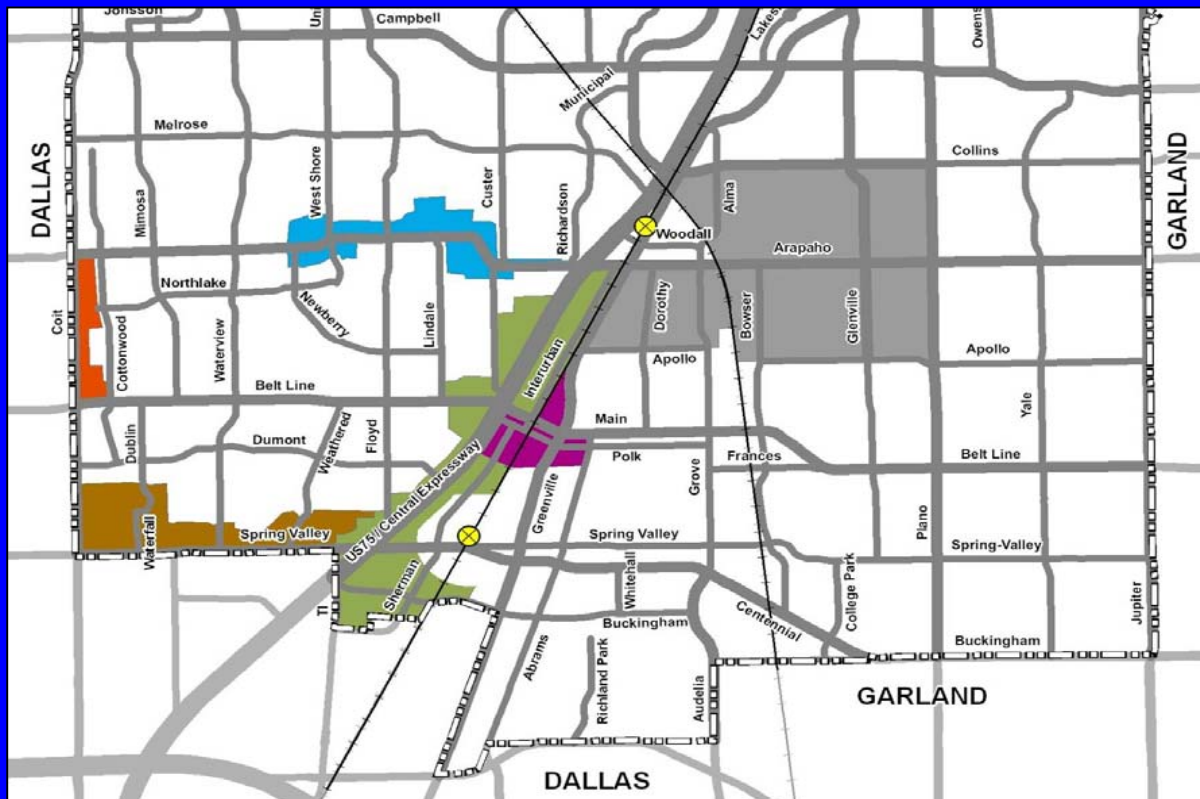 Campbell
Municipal
Melrose
Collins
DALLAS
GARLAND
Mimosa
West Shore
Custer
Richardson
Alma
Woodall
Arapaho
Northlake
Newberry
Coit
Cottonwood
Waterview
Lindale
Interurban
Dorothy
Bowser
Glenville
Apollo
Apollo
Belt Line
Yale
Main
Dublin
Dumont
Weathered
Floyd
Polk
Frances
Belt Line
Grove
Greenville
Plano
US75 / Central Expressway
Waterfall
Spring Valley
Spring Valley
Spring-Valley
TI
Sherman
Whitehall
College Park
Jupiter
Buckingham
Centennial
Buckingham
Abrams
Richland Park
Audelia
GARLAND
DALLAS